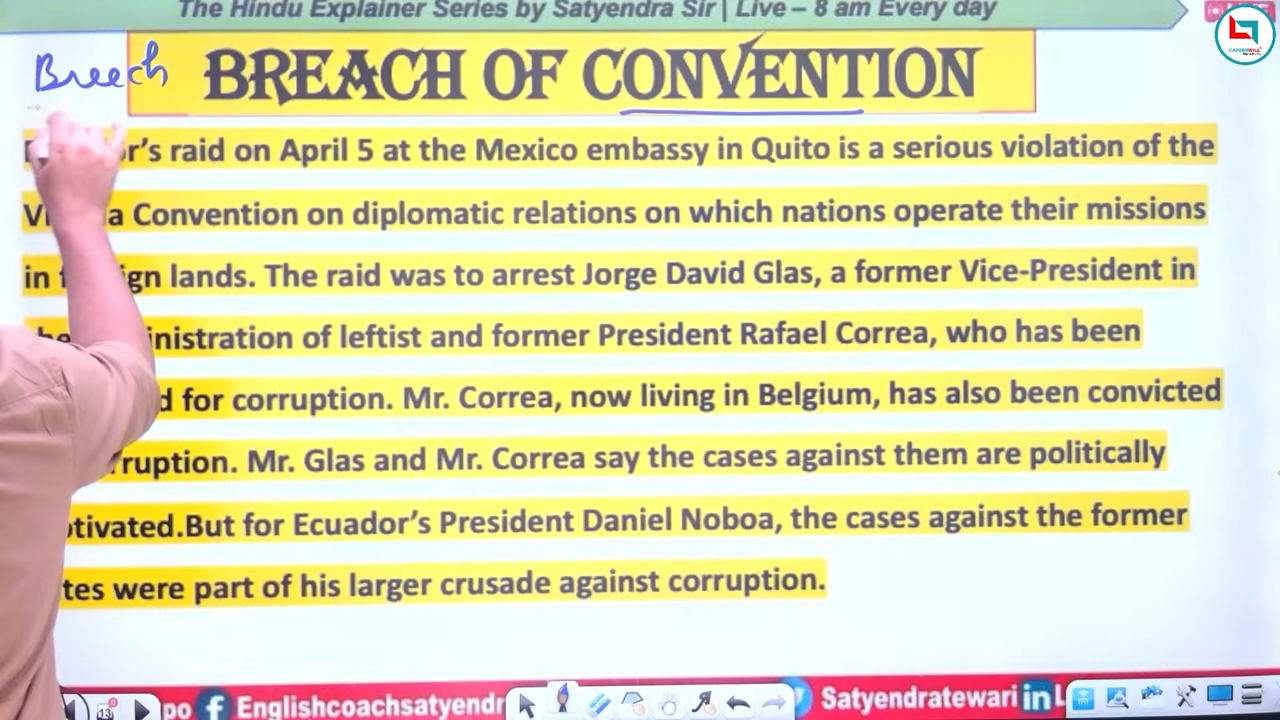 The Hindu Explainer Series by Satyendra Sir | Live – 8 am Every day
CAREERWILL
Breech
BREACH OF CONVENTION
r’s raid on April 5 at the Mexico embassy in Quito is a serious violation of the
a Convention on diplomatic relations on which nations operate their missions
in ign lands. The raid was to arrest Jorge David Glas, a former Vice-President in
nistration of leftist and former President Rafael Correa, who has been
d for corruption. Mr. Correa, now living in Belgium, has also been convicted
ruption. Mr. Glas and Mr. Correa say the cases against them are politically
otivated.But for Ecuador’s President Daniel Noboa, the cases against the former
tes were part of his larger crusade against corruption.
13 po Englishcoachsatyendr Satyendratewari in